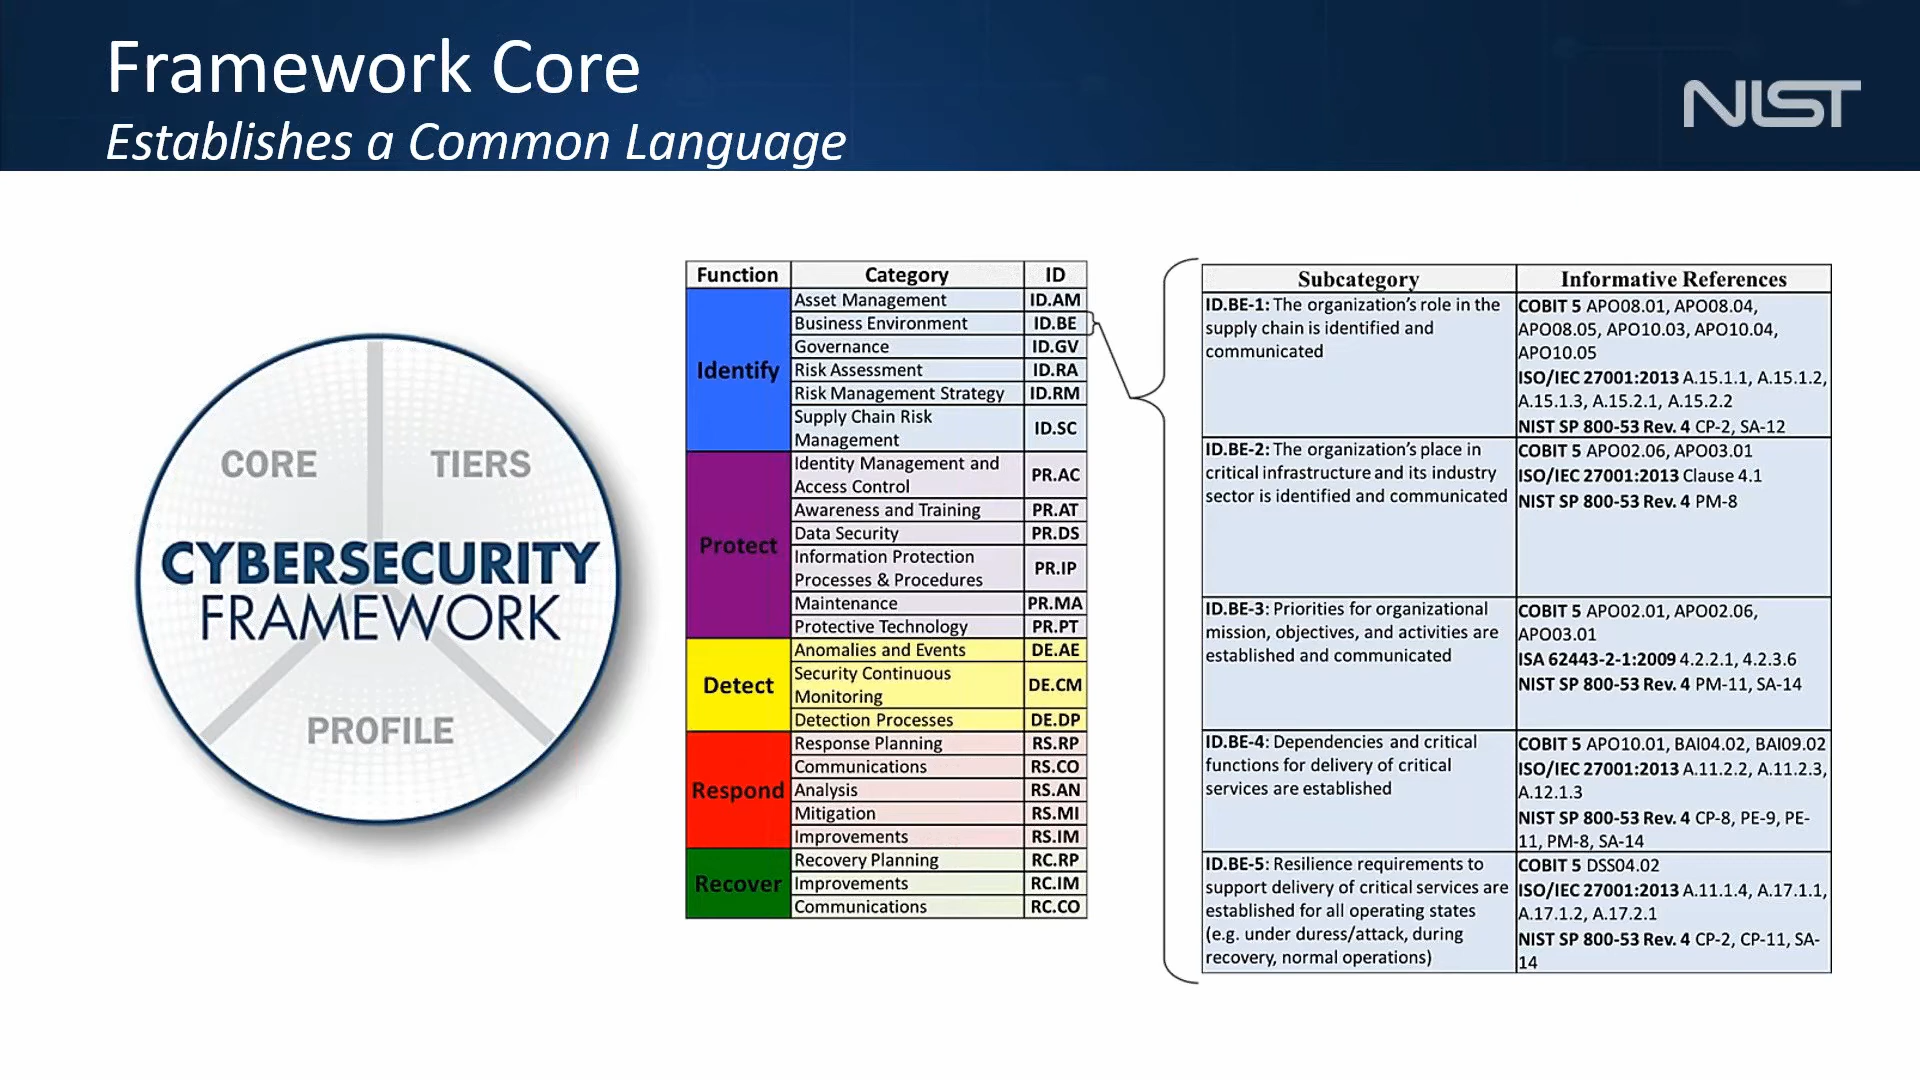 Framework Core
Establishes a Common Language
NIST
CORE
TIERS
CYBERSECURITY
FRAMEWORK
PROFILE
Function Category ID
Identify
Asset Management ID.AM
Business Environment ID.BE
Governance ID.GV
Risk Assessment ID.RA
Risk Management Strategy ID.RM
Supply Chain Risk
Management ID.SC
Protect
Identity Management and
Access Control PR.AC
Awareness and Training PR.AT
Data Security PR.DS
Information Protection
Processes & Procedures PR.IP
Maintenance PR.MA
Protective Technology PR.PT
Detect
Anomalies and Events DE.AE
Security Continuous
Monitoring DE.CM
Detection Processes DE.DP
Respond
Response Planning RS.RP
Communications RS.CO
Analysis RS.AN
Mitigation RS.MI
Improvements RS.IM
Recover
Recovery Planning RC.RP
Improvements RC.IM
Communications RC.CO
Subcategory Informative References
ID.BE-1: The organization's role in the
supply chain is identified and
communicated
COBIT 5 APO08.01, APO08.04,
APO08.05, APO10.03, APO10.04,
APO10.05
ISO/IEC 27001:2013 A.15.1.1, A.15.1.2,
A.15.1.3, A.15.2.1, A.15.2.2
NIST SP 800-53 Rev. 4 CP-2, SA-12
ID.BE-2: The organization's place in
critical infrastructure and its industry
sector is identified and communicated
COBIT 5 APO02.06, APO03.01
ISO/IEC 27001:2013 Clause 4.1
NIST SP 800-53 Rev. 4 PM-8
ID.BE-3: Priorities for organizational
mission, objectives, and activities are
established and communicated
COBIT 5 APO02.01, APO02.06,
APO03.01
ISA 62443-2-1:2009 4.2.2.1, 4.2.3.6
NIST SP 800-53 Rev. 4 PM-11, SA-14
ID.BE-4: Dependencies and critical
functions for delivery of critical
services are established
COBIT 5 APO10.01, BAI04.02, BAI09.02
ISO/IEC 27001:2013 A.11.2.2, A.11.2.3,
A.12.1.3
NIST SP 800-53 Rev. 4 CP-8, PE-9, PE-
11, PM-8, SA-14
ID.BE-5: Resilience requirements to
support delivery of critical services are
established for all operating states
(e.g. under duress/attack, during
recovery, normal operations)
COBIT 5 DSS04.02
ISO/IEC 27001:2013 A.11.1.4, A.17.1.1,
A.17.1.2, A.17.2.1
NIST SP 800-53 Rev. 4 CP-2, CP-11, SA-
14